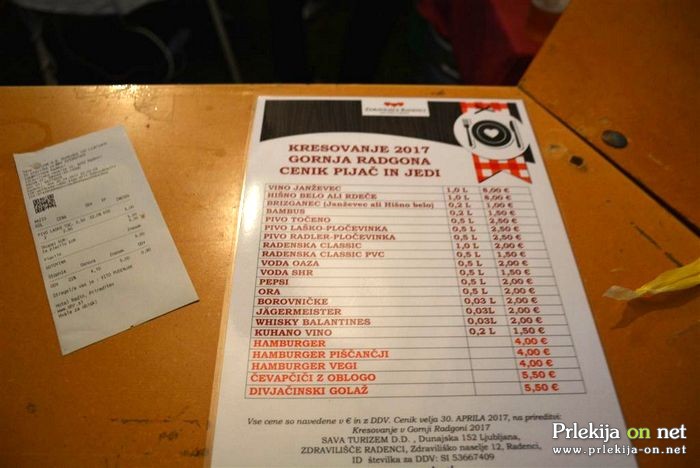 KRESOVANJE 2017
GORNJA RADGONA
CENIK PIJAČ IN JEDI
VINO JANŽEVEC 1,0 L 8,00 €
HIŠNO BELO ALI RDEČE 1,0 L 8,00 €
BRIZGANEC (Janževec ali Hišno belo) 0,2 L 1,00 €
BAMBUS 0,2 L 1,50 €
PIVO TOČENO 0,5 L 2,50 €
PIVO LAŠKO-PLOČEVINKA 0,5 L 2,50 €
PIVO RADLER-PLOČEVINKA 0,5 L 2,50 €
RADENSKA CLASSIC 1,0 L 2,00 €
RADENSKA CLASSIC PVC 0,5 L 1,50 €
VODA OAZA 0,5 L 2,00 €
VODA SHR 0,5 L 1,50 €
PEPSI 0,5 L 2,00 €
ORA 0,5 L 2,00 €
BOROVNIČKE 0,03 L 2,00 €
JÄGERMEISTER 0,03L 2,00 €
WHISKY BALANTINES 0,03L 2,00 €
KUHANO VINO 0,2 L 1,50 €
HAMBURGER 4,00 €
HAMBURGER PIŠČANČJI 4,00 €
HAMBURGER VEGI 4,00 €
ČEVAPČIČI Z OBLOGO 5,50 €
DIVJAČINSKI GOLAŽ 5,50 €
Vse cene so navedene v € in z DDV. Cenik velja 30. APRILA 2017, na prireditvi:
Kresovanje v Gornji Radgoni 2017
SAVA TURIZEM D.D. , Dunajska 152 Ljubljana,
ZDRAVILIŠČE RADENCI, Zdraviliško naselje 12, Radenci,
ID številka za DDV: SI 53667409
Prlekija on net
www.prlekija-on.net